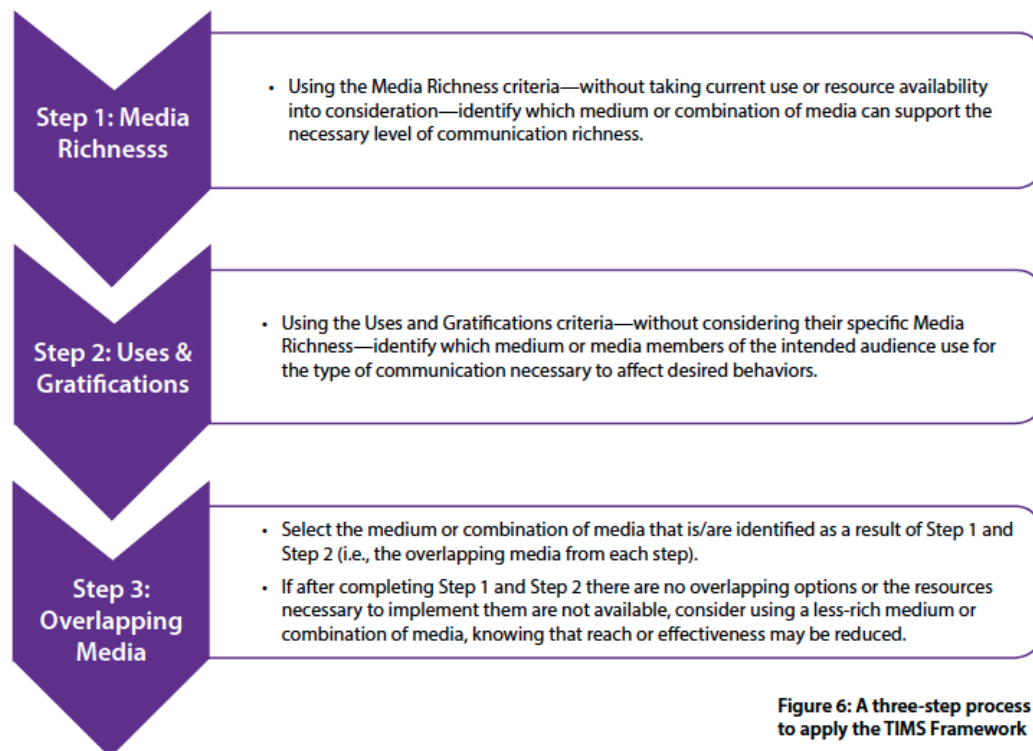 Step 1: Media
Richnesss
• Using the Media Richness criteria—without taking current use or resource availability
into consideration—identify which medium or combination of media can support the
necessary level of communication richness.
Step 2: Uses &
Gratifications
• Using the Uses and Gratifications criteria—without considering their specific Media
Richness—identify which medium or media members of the intended audience use for
the type of communication necessary to affect desired behaviors.
Step 3:
Overlapping
Media
• Select the medium or combination of media that is/are identified as a result of Step 1 and
Step 2 (i.e., the overlapping media from each step).
• If after completing Step 1 and Step 2 there are no overlapping options or the resources
necessary to implement them are not available, consider using a less-rich medium or
combination of media, knowing that reach or effectiveness may be reduced.
Figure 6: A three-step process
to apply the TIMS Framework